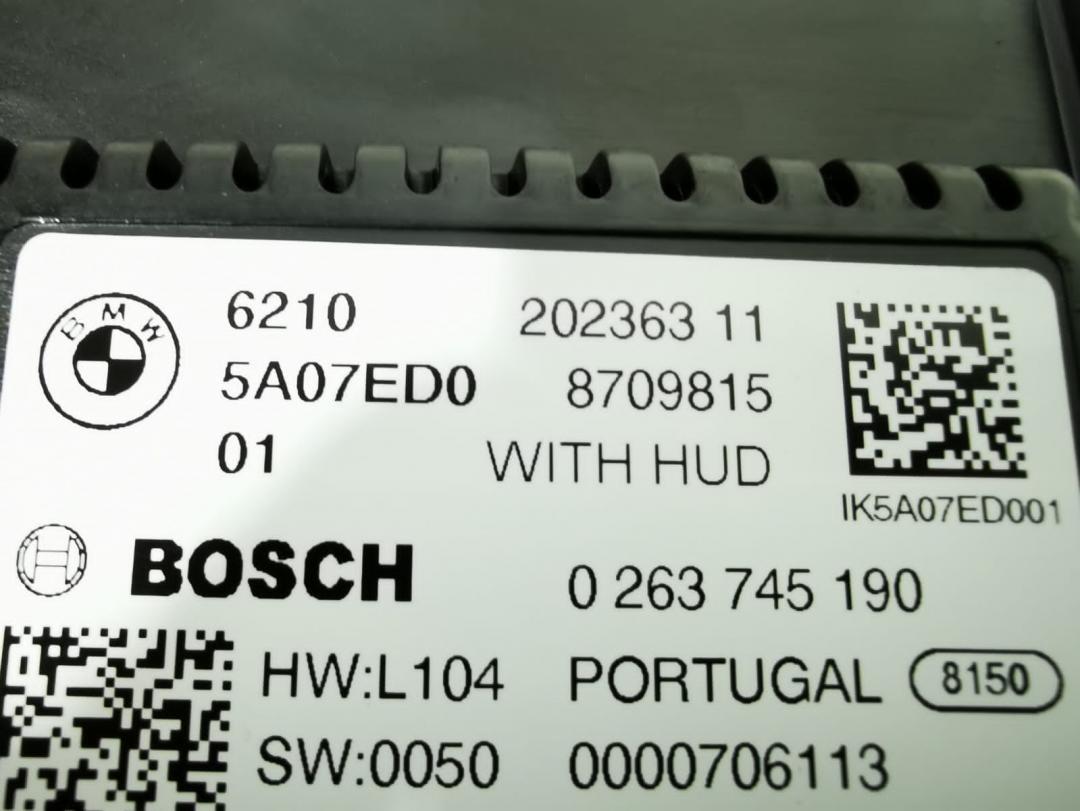 BMW
6210 202363 11
5A07ED0 8709815
01 WITH HUD
IK5A07ED001
BOSCH 0 263 745 190
HW:L104 PORTUGAL 8150
SW:0050 0000706113